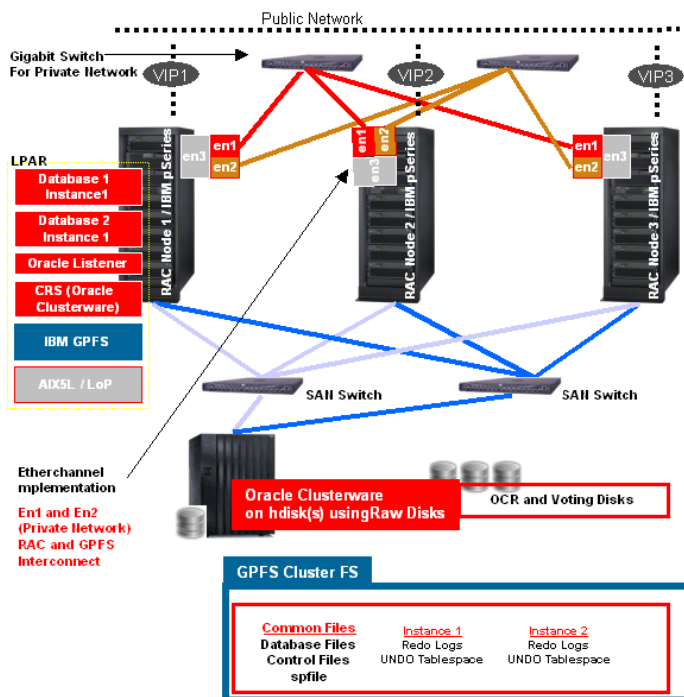 Public Network
Gigabit Switch
For Private Network
VIP1
VIP2
VIP3
en3
en1
en2
en1
en2
en3
en1
en2
en3
RAC Node 1 / IBM pSeries
RAC Node 2 / IBM pSeries
RAC Node 3 / IBM pSeries
LPAR
Database 1
Instance1
Database 2
Instance 1
Oracle Listener
CRS (Oracle
Clusterware)
IBM GPFS
AIX5L / LoP
SAN Switch
SAN Switch
Etherchannel
mplementation
En1 and En2
(Private Network)
RAC and GPFS
Interconnect
Oracle Clusterware
on hdisk(s) usingRaw Disks
OCR and Voting Disks
GPFS Cluster FS
Common Files
Database Files
Control Files
spfile
Instance 1
Redo Logs
UNDO Tablespace
Instance 2
Redo Logs
UNDO Tablespace